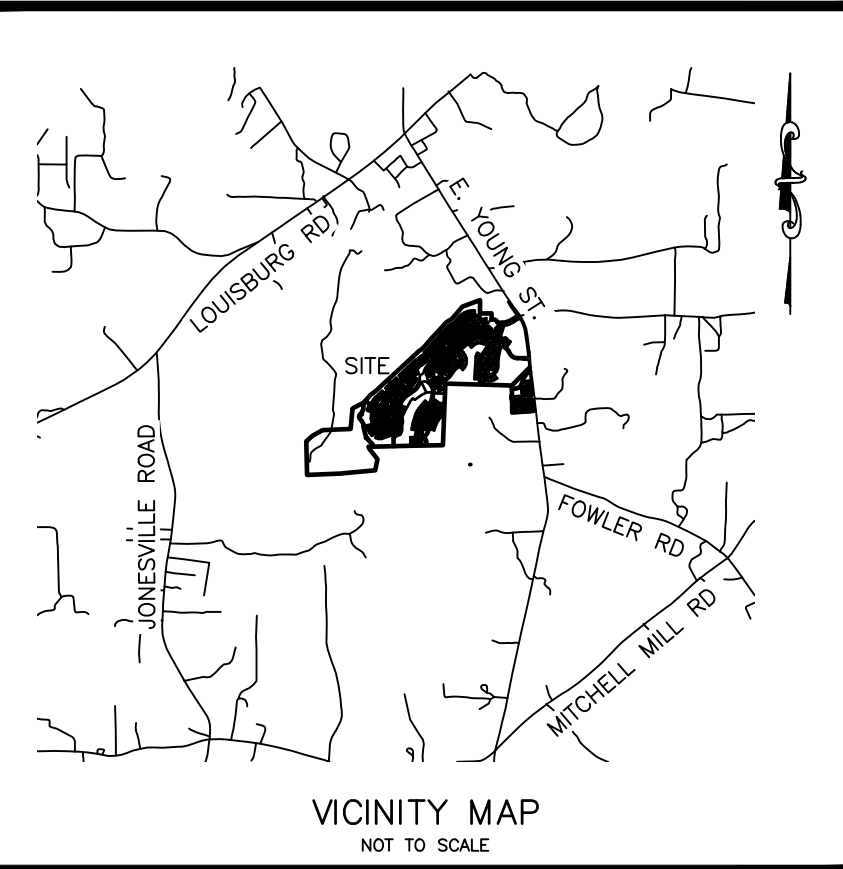 E. YOUNG ST.
LOUISBURG RD
SITE
JONESVILLE ROAD
FOWLER RD
MITCHELL MILL RD
VICINITY MAP
NOT TO SCALE